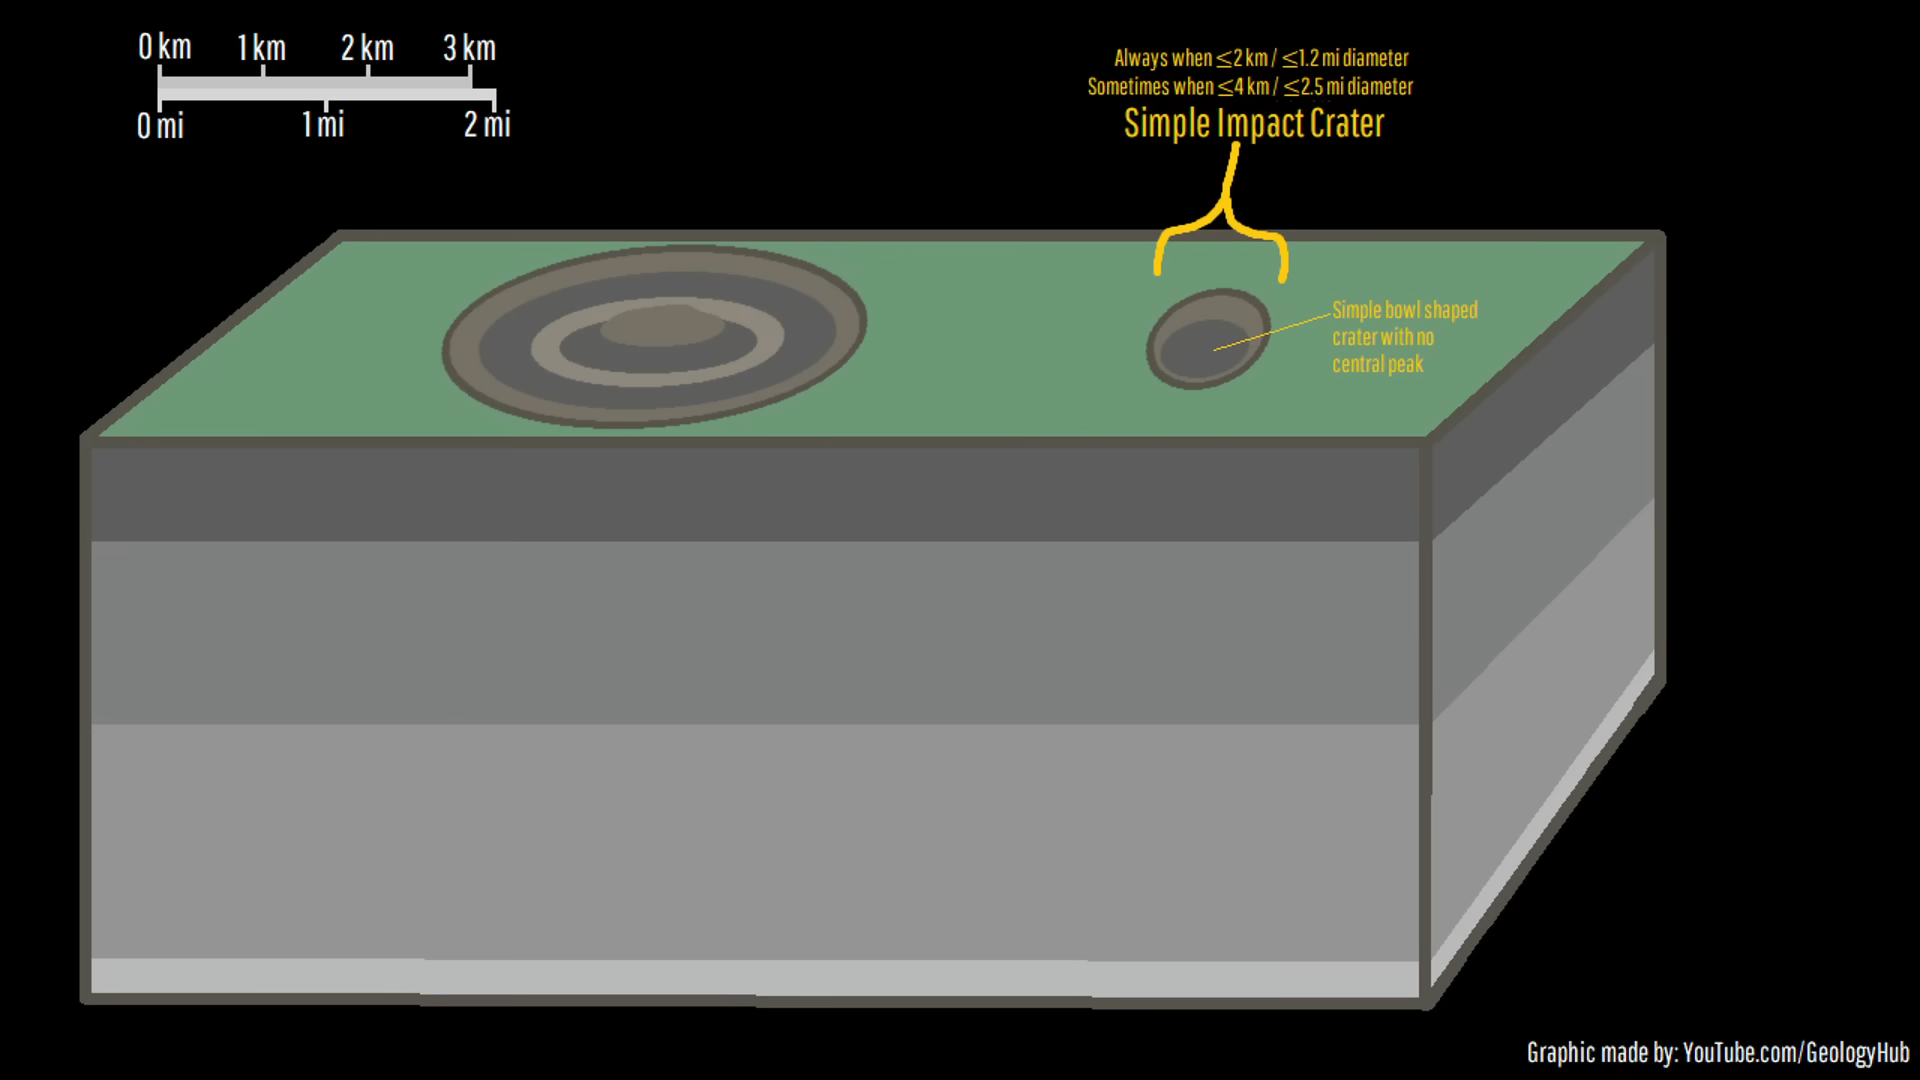 0 km 1 km 2 km 3 km
0 mi 1 mi 2 mi
Always when ≤2 km / ≤1.2 mi diameter
Sometimes when ≤4 km / ≤2.5 mi diameter
Simple Impact Crater
Simple bowl shaped
crater with no
central peak
Graphic made by: YouTube.com/GeologyHub